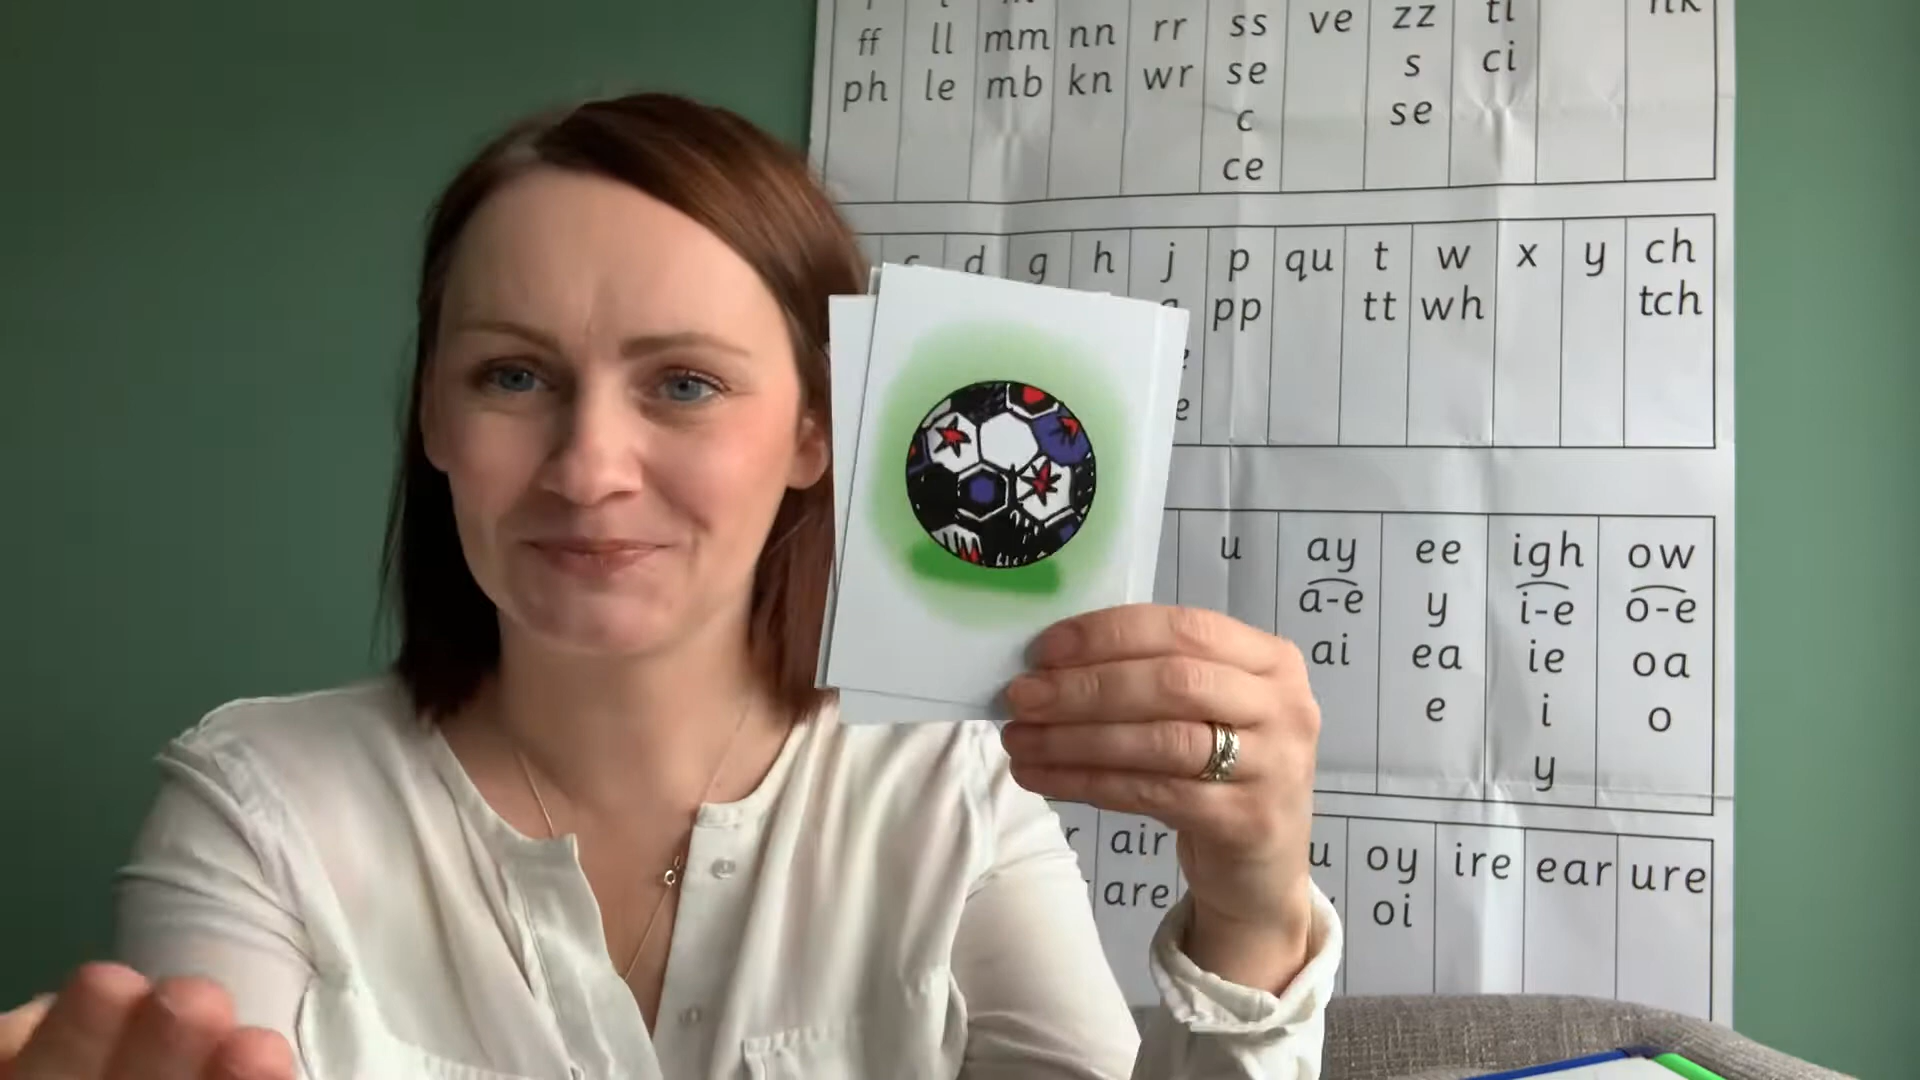 ff ll mm nn rr ss ve zz ti
ph le mb kn wr se s ci
c se
ce
c d g h j p qu t w x y ch
pp tt wh tch
e
u ay ee igh ow
a-e y i-e o-e
ai ea ie oa
e i o
y
air u oy ire ear ure
are oi